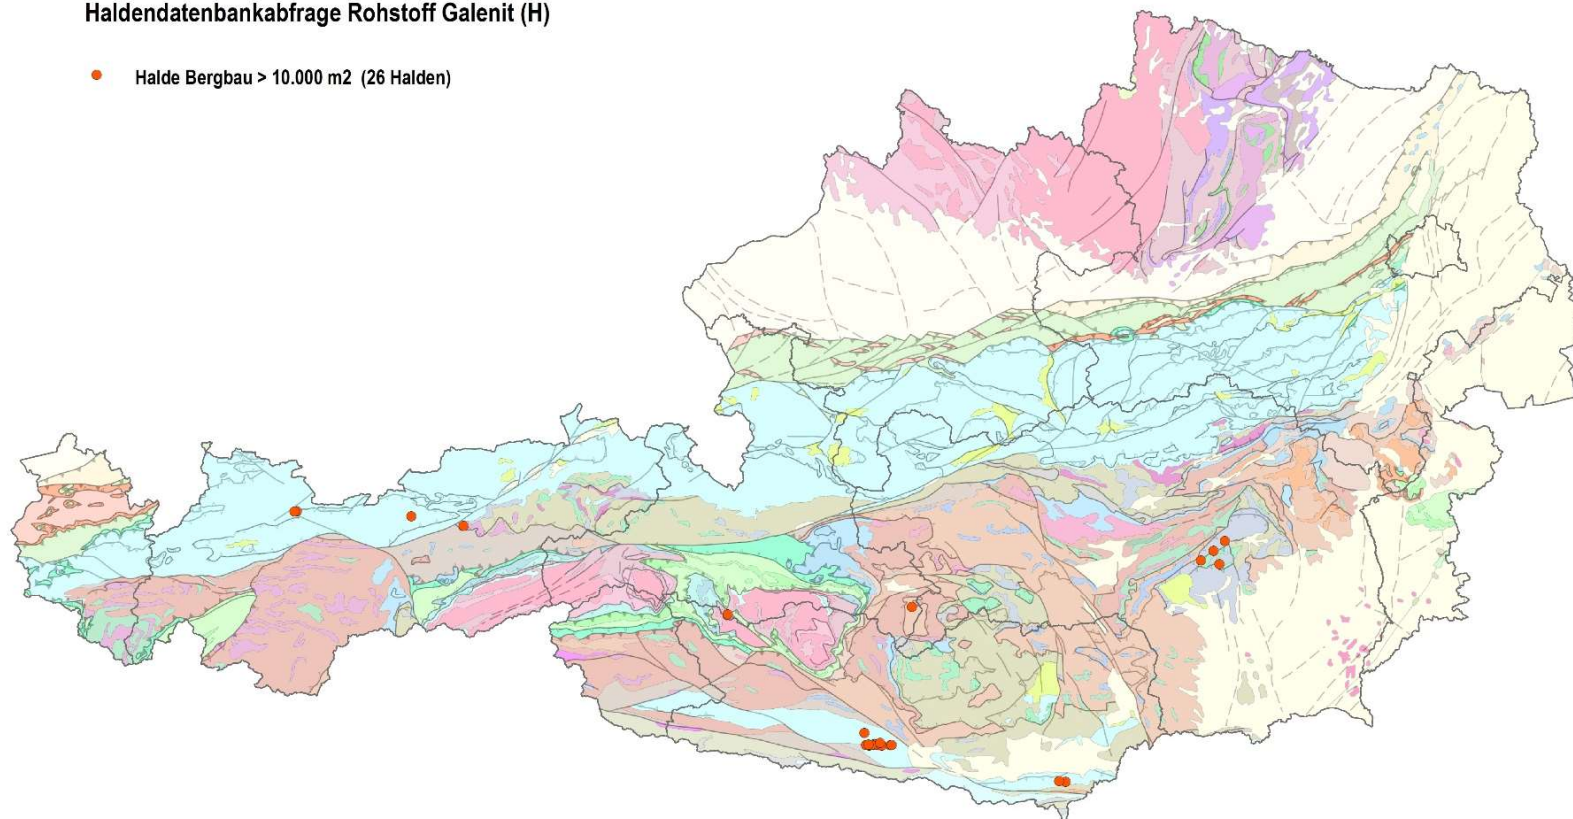 Haldendatenbankabfrage Rohstoff Galenit (H)
Halde Bergbau > 10.000 m2 (26 Halden)